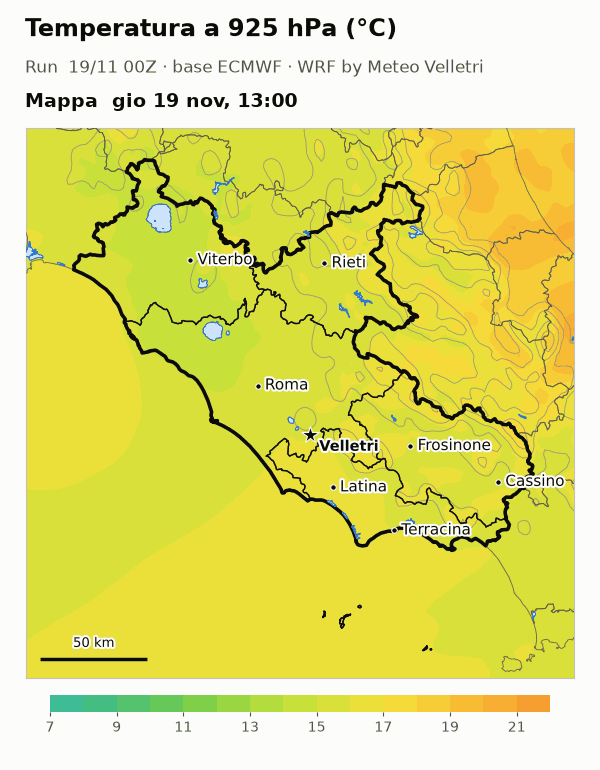 Temperatura a 925 hPa (°C)
Run  19/11 00Z · base ECMWF · WRF by Meteo Velletri
Mappa  gio 19 nov, 13:00
Viterbo
Rieti
Roma
Velletri
Frosinone
Cassino
Latina
Terracina
50 km
7 9 11 13 15 17 19 21